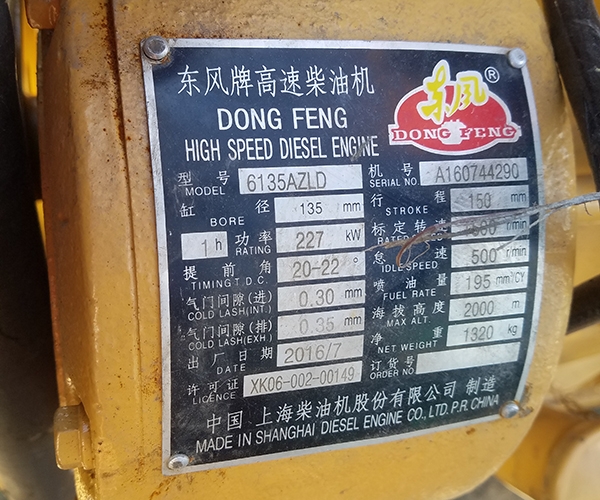 东风牌高速柴油机
DONG FENG
HIGH SPEED DIESEL ENGINE
东风 ®
DONG FENG
型号 MODEL 6135AZLD 机号 SERIAL NO. A160744290
缸径 BORE 135 mm 行程 STROKE 150 mm
1h 功率 RATING 227 kW 标定转速 RATED r/min
提前角 TIMING T.D.C. 20-22 ° 怠速 IDLE SPEED 500 r/min
气门间隙(进) COLD LASH(INT.) 0.30 mm 喷油量 FUEL RATE 195 mm³/CY
气门间隙(排) COLD LASH(EXH.) 0.35 mm 海拔高度 MAX ALT. 2000 m
出厂日期 DATE 2016/7 净重 NET WEIGHT 1320 kg
许可证 LICENCE XK06-002-00149 订货号 ORDER NO
中国 上海柴油机股份有限公司 制造
MADE IN SHANGHAI DIESEL ENGINE CO., LTD. P.R. CHINA